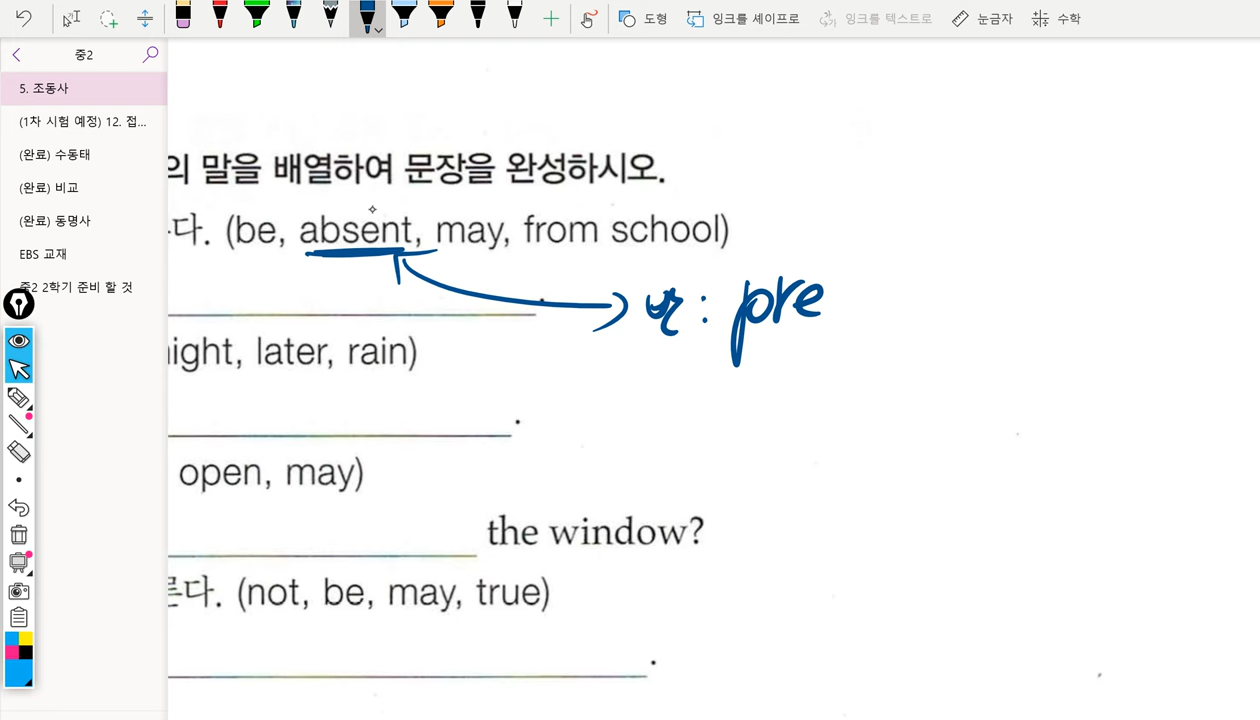 도형
잉크를 셰이프로
잉크를 텍스트로
눈금자
수학
중2
5. 조동사
(1차 시험 예정) 12. 접...
(완료) 수동태
(완료) 비교
(완료) 동명사
EBS 교재
중2 2학기 준비 할 것
의 말을 배열하여 문장을 완성하시오.
다. (be, absent, may, from school)
.
반 : pre
ight, later, rain)
.
open, may)
the window?
른다. (not, be, may, true)
.